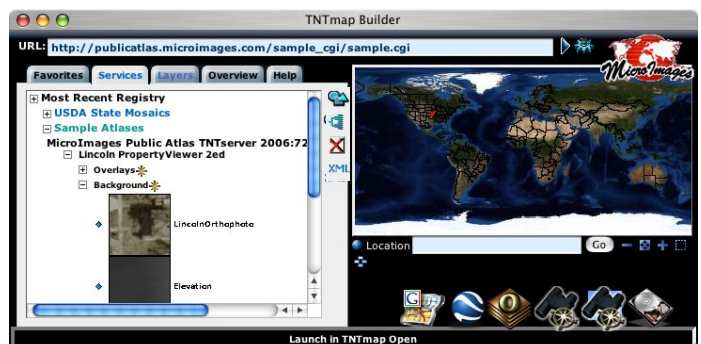 TNTmap Builder
URL: http://publicatlas.microimages.com/sample_cgi/sample.cgi
MicroImages
Favorites Services Layers Overview Help
Most Recent Registry
USDA State Mosaics
Sample Atlases
MicroImages Public Atlas TNTserver 2006:72
Lincoln PropertyViewer 2ed
Overlays
Background
LincolnOrthophoto
Elevation
XML
Location Go
G O
Launch in TNTmap Open